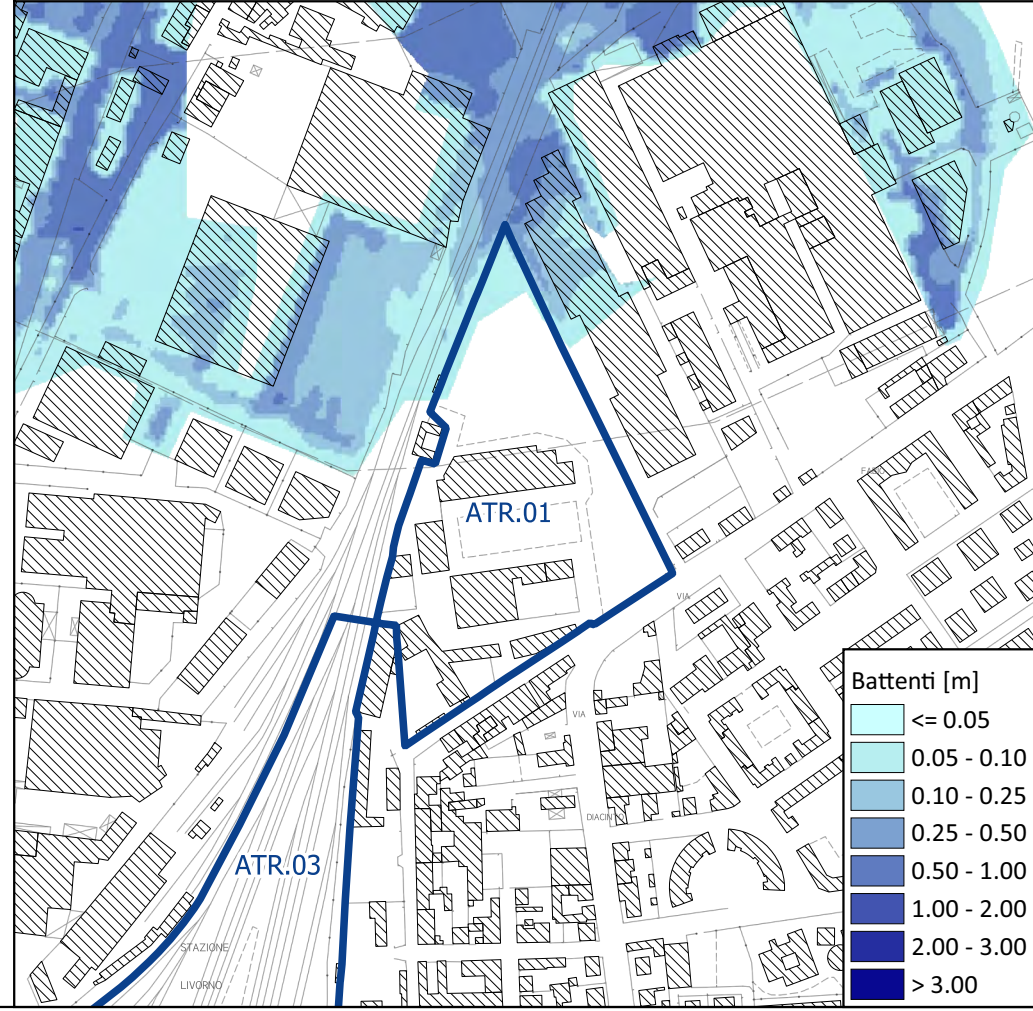 ATR.01
VIA
VIA
DIACINTO
ATR.03
STAZIONE
LIVORNO
Battenti [m]
<= 0.05
0.05 - 0.10
0.10 - 0.25
0.25 - 0.50
0.50 - 1.00
1.00 - 2.00
2.00 - 3.00
> 3.00